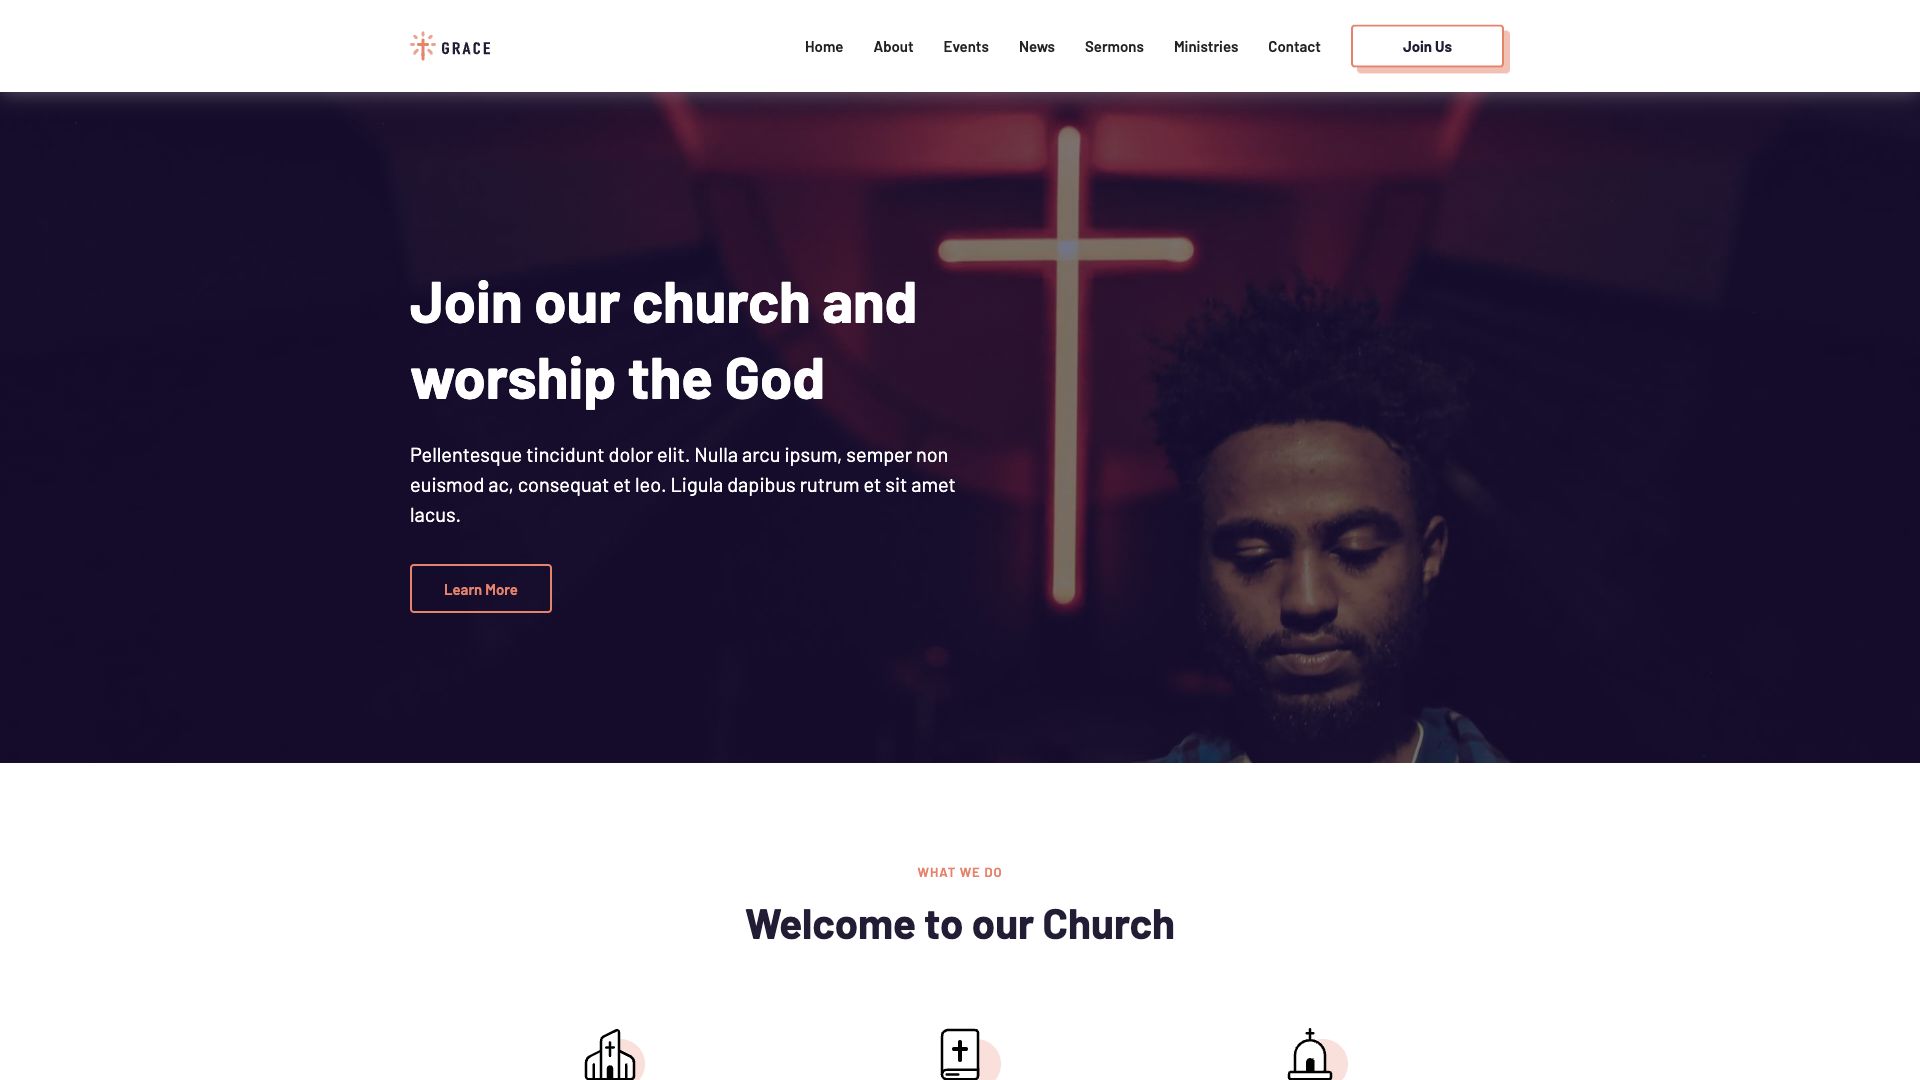 GRACE
Home
About
Events
News
Sermons
Ministries
Contact
Join Us
Join our church and
worship the God
Pellentesque tincidunt dolor elit. Nulla arcu ipsum, semper non
euismod ac, consequat et leo. Ligula dapibus rutrum et sit amet
lacus.
Learn More
WHAT WE DO
Welcome to our Church